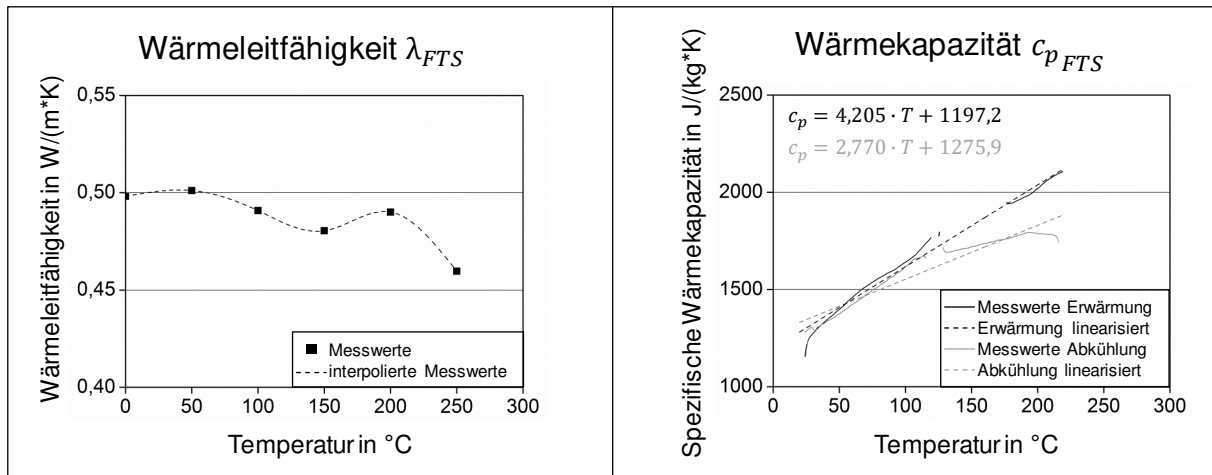 Wärmeleitfähigkeit λ_FTS
Wärmeleitfähigkeit in W/(m*K)
0,55
0,50
0,45
0,40
0 50 100 150 200 250 300
Temperatur in °C
Messwerte
interpolierte Messwerte
Wärmekapazität c_p_FTS
Spezifische Wärmekapazität in J/(kg*K)
2500
2000
1500
1000
0 50 100 150 200 250 300
Temperatur in °C
c_p = 4,205 · T + 1197,2
c_p = 2,770 · T + 1275,9
Messwerte Erwärmung
Erwärmung linearisiert
Messwerte Abkühlung
Abkühlung linearisiert